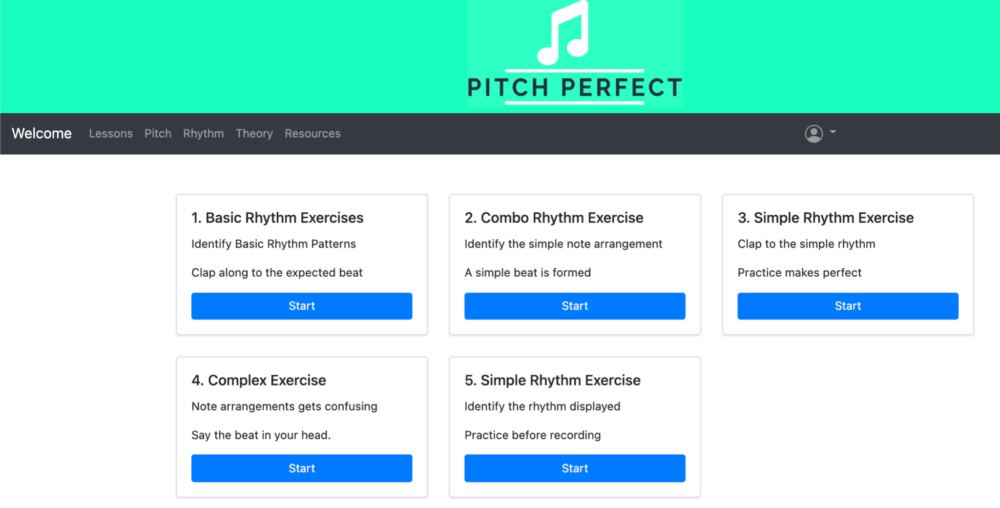 PITCH PERFECT
Welcome Lessons Pitch Rhythm Theory Resources
1. Basic Rhythm Exercises
Identify Basic Rhythm Patterns
Clap along to the expected beat
Start
2. Combo Rhythm Exercise
Identify the simple note arrangement
A simple beat is formed
Start
3. Simple Rhythm Exercise
Clap to the simple rhythm
Practice makes perfect
Start
4. Complex Exercise
Note arrangements gets confusing
Say the beat in your head.
Start
5. Simple Rhythm Exercise
Identify the rhythm displayed
Practice before recording
Start